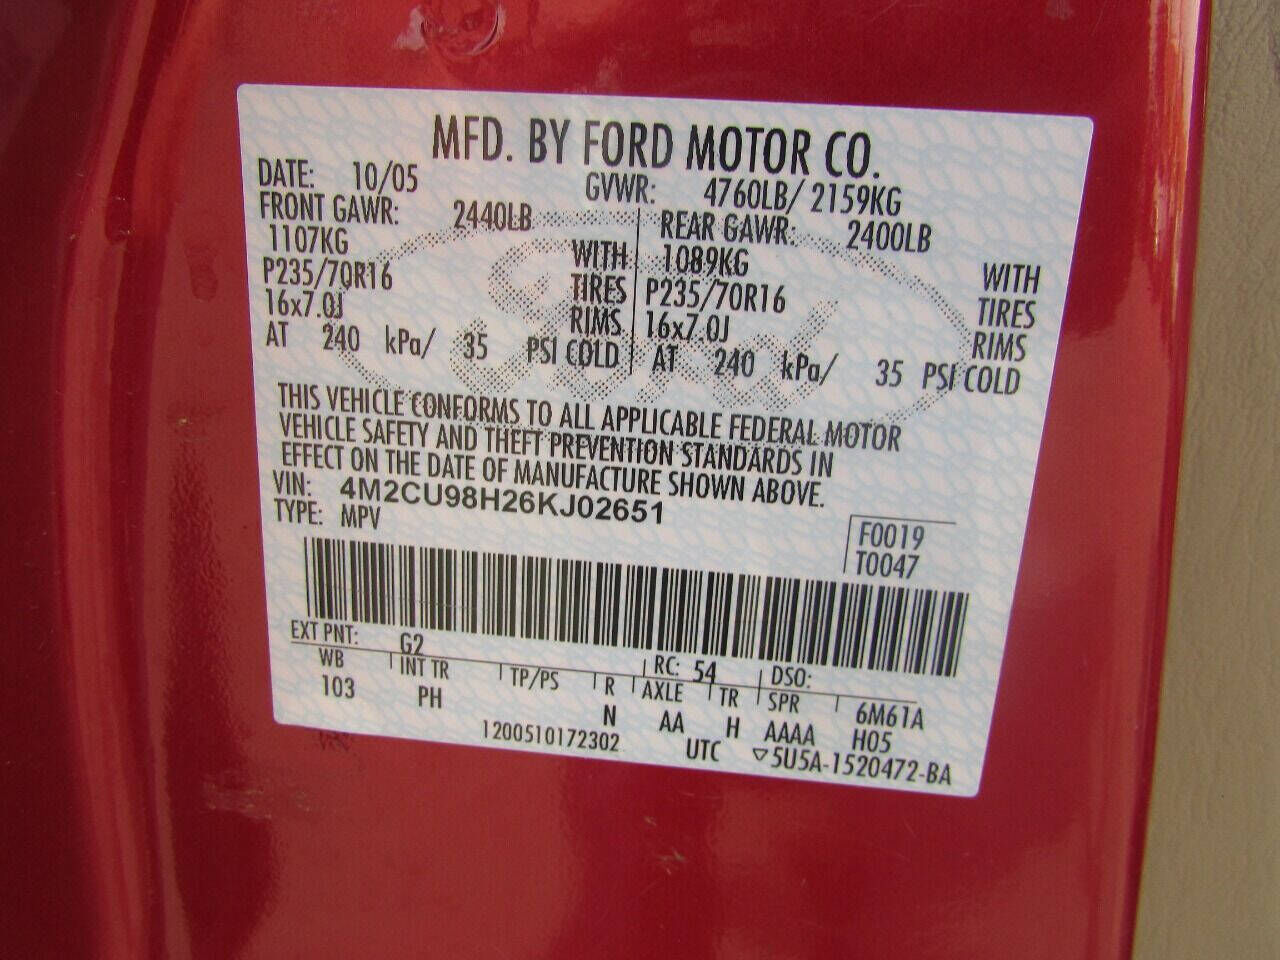 MFD. BY FORD MOTOR CO.
DATE: 10/05 GVWR: 4760LB/ 2159KG
FRONT GAWR: 2440LB REAR GAWR: 2400LB
1107KG WITH 1089KG WITH
P235/70R16 TIRES P235/70R16 TIRES
16x7.0J RIMS 16x7.0J RIMS
AT 240 kPa/ 35 PSI COLD AT 240 kPa/ 35 PSI COLD
Ford
THIS VEHICLE CONFORMS TO ALL APPLICABLE FEDERAL MOTOR
VEHICLE SAFETY AND THEFT PREVENTION STANDARDS IN
EFFECT ON THE DATE OF MANUFACTURE SHOWN ABOVE.
VIN: 4M2CU98H26KJ02651
TYPE: MPV
F0019
T0047
EXT PNT: G2 RC: 54 DSO:
WB INT TR TP/PS R AXLE TR SPR 6M61A
103 PH N AA H AAAA H05
1200510172302 UTC ▽5U5A-1520472-BA